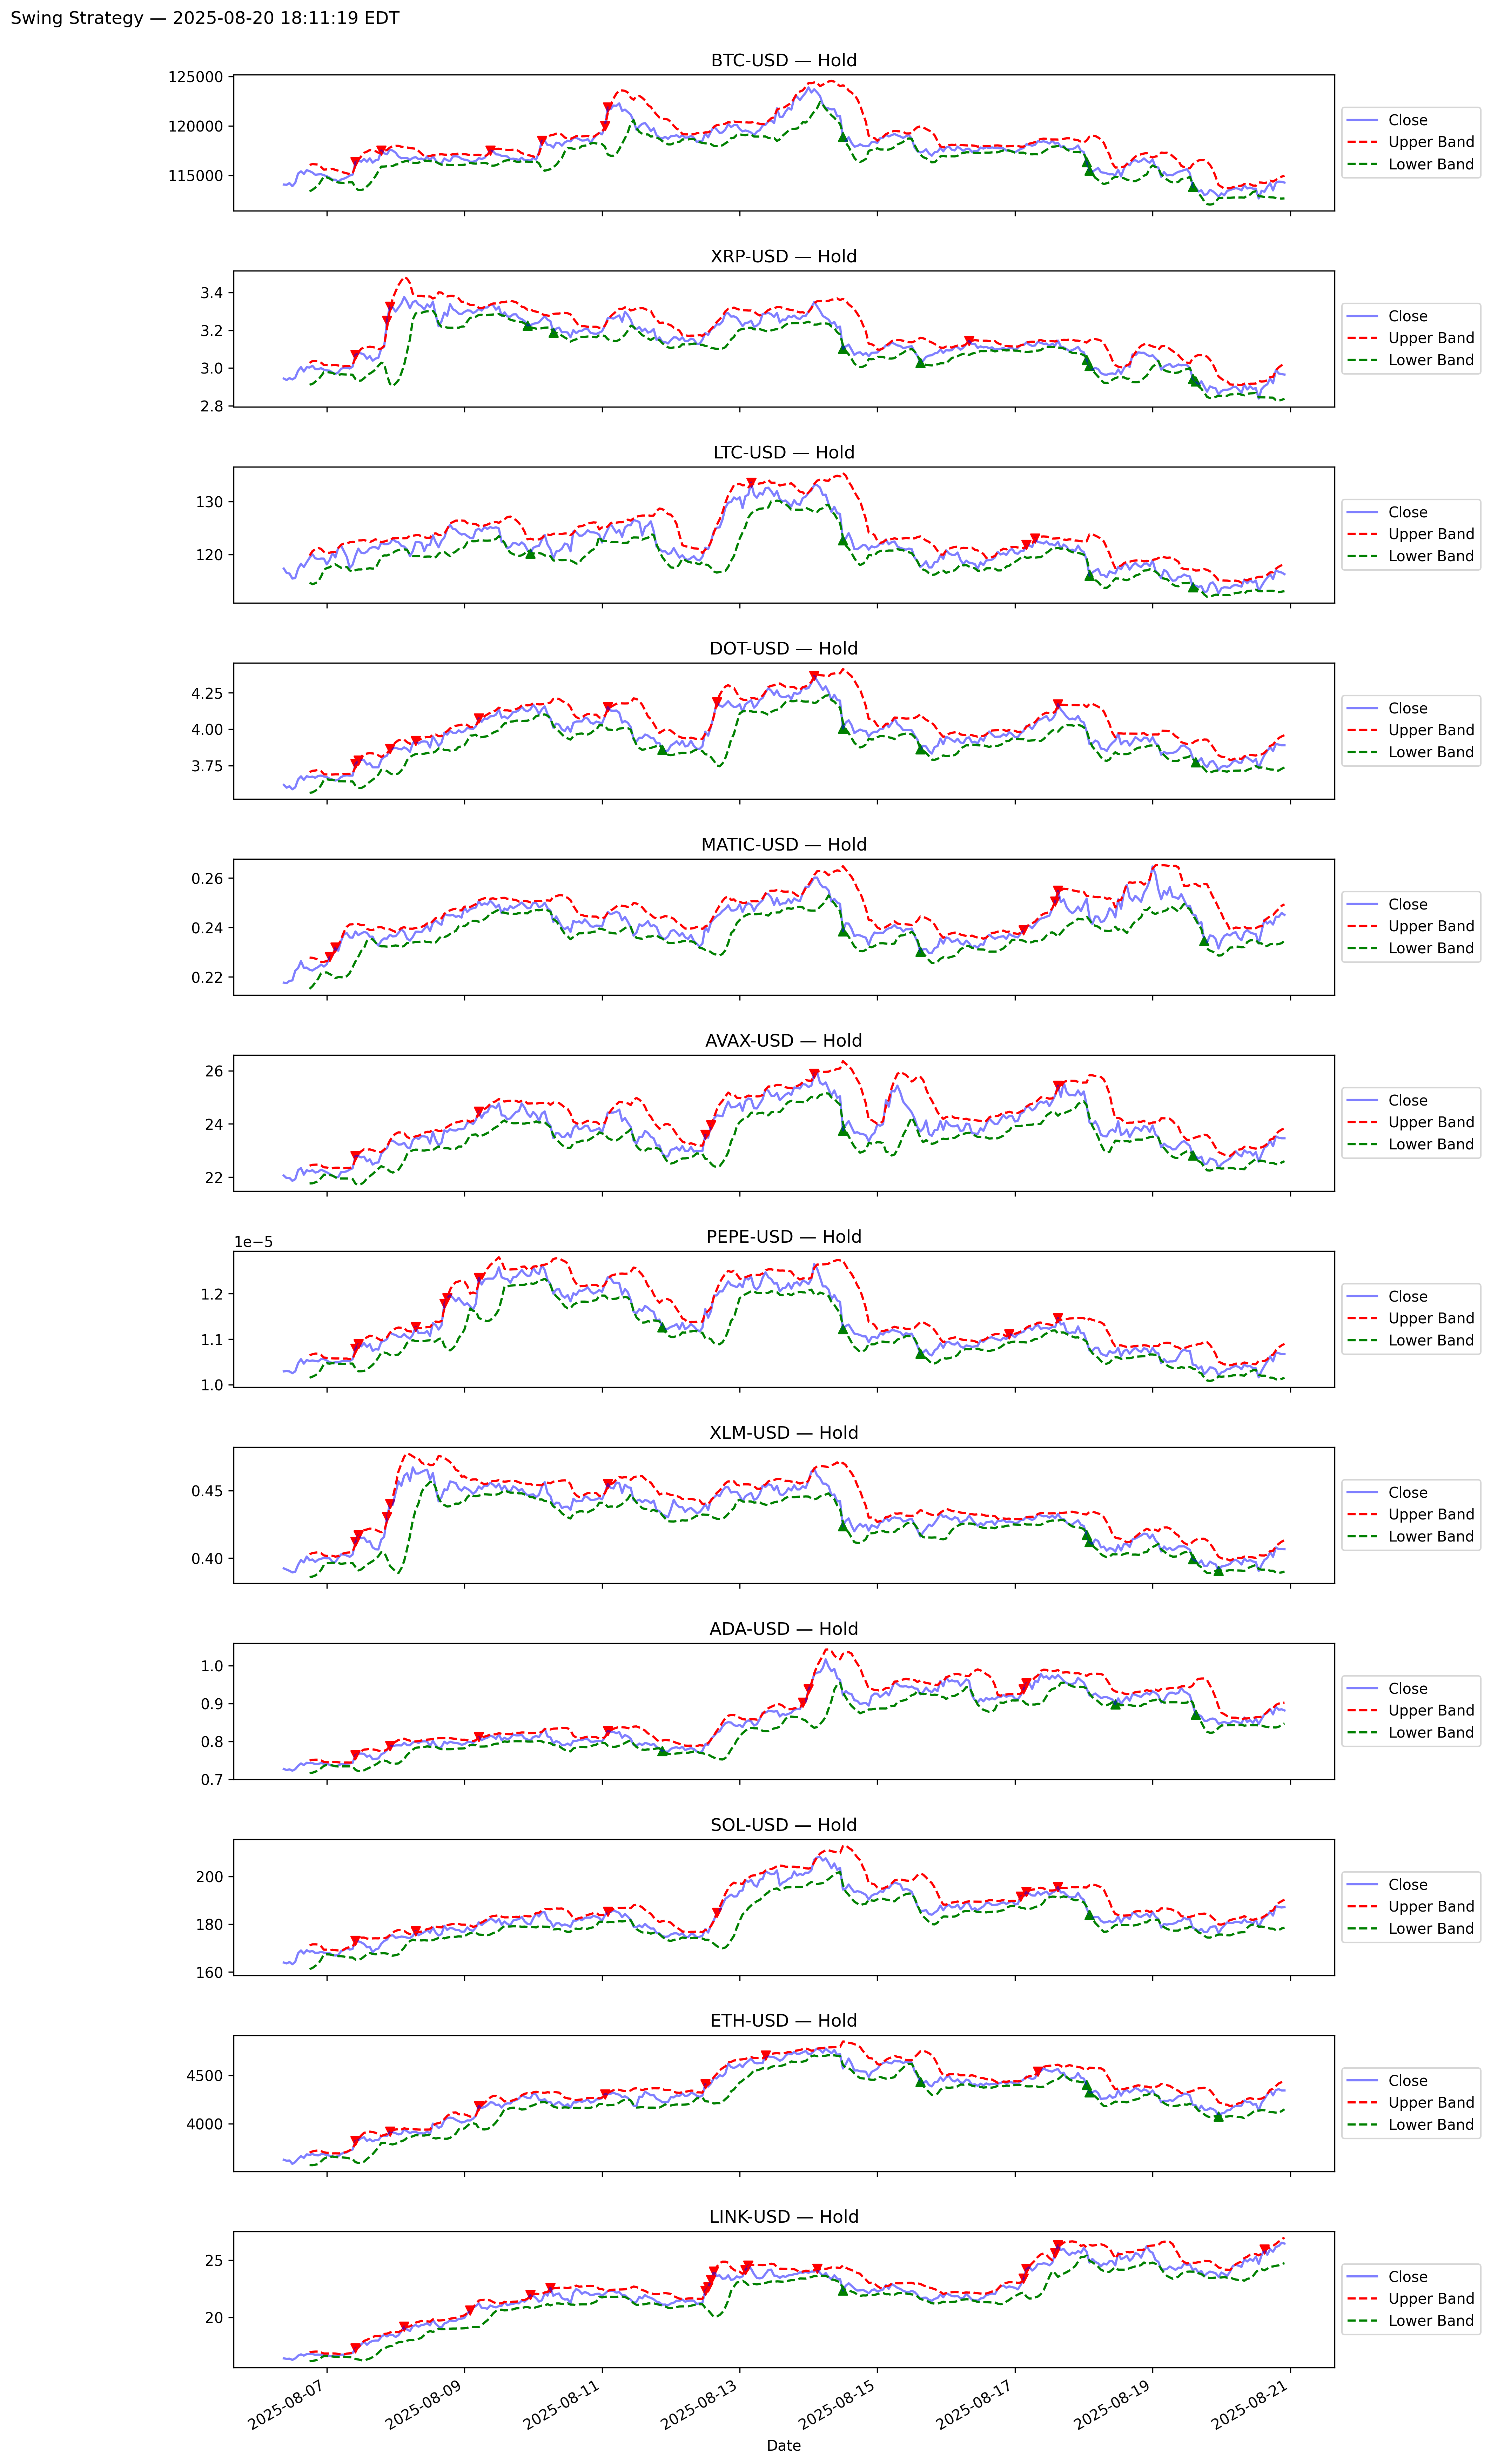 Swing Strategy — 2025-08-20 18:11:19 EDT
BTC-USD — Hold
125000
120000
115000
Close
Upper Band
Lower Band
XRP-USD — Hold
3.4
3.2
3.0
2.8
Close
Upper Band
Lower Band
LTC-USD — Hold
130
120
Close
Upper Band
Lower Band
DOT-USD — Hold
4.25
4.00
3.75
Close
Upper Band
Lower Band
MATIC-USD — Hold
0.26
0.24
0.22
Close
Upper Band
Lower Band
AVAX-USD — Hold
26
24
22
Close
Upper Band
Lower Band
PEPE-USD — Hold
1e−5
1.2
1.1
1.0
Close
Upper Band
Lower Band
XLM-USD — Hold
0.45
0.40
Close
Upper Band
Lower Band
ADA-USD — Hold
1.0
0.9
0.8
0.7
Close
Upper Band
Lower Band
SOL-USD — Hold
200
180
160
Close
Upper Band
Lower Band
ETH-USD — Hold
4500
4000
Close
Upper Band
Lower Band
LINK-USD — Hold
25
20
Close
Upper Band
Lower Band
2025-08-07
2025-08-09
2025-08-11
2025-08-13
2025-08-15
2025-08-17
2025-08-19
2025-08-21
Date